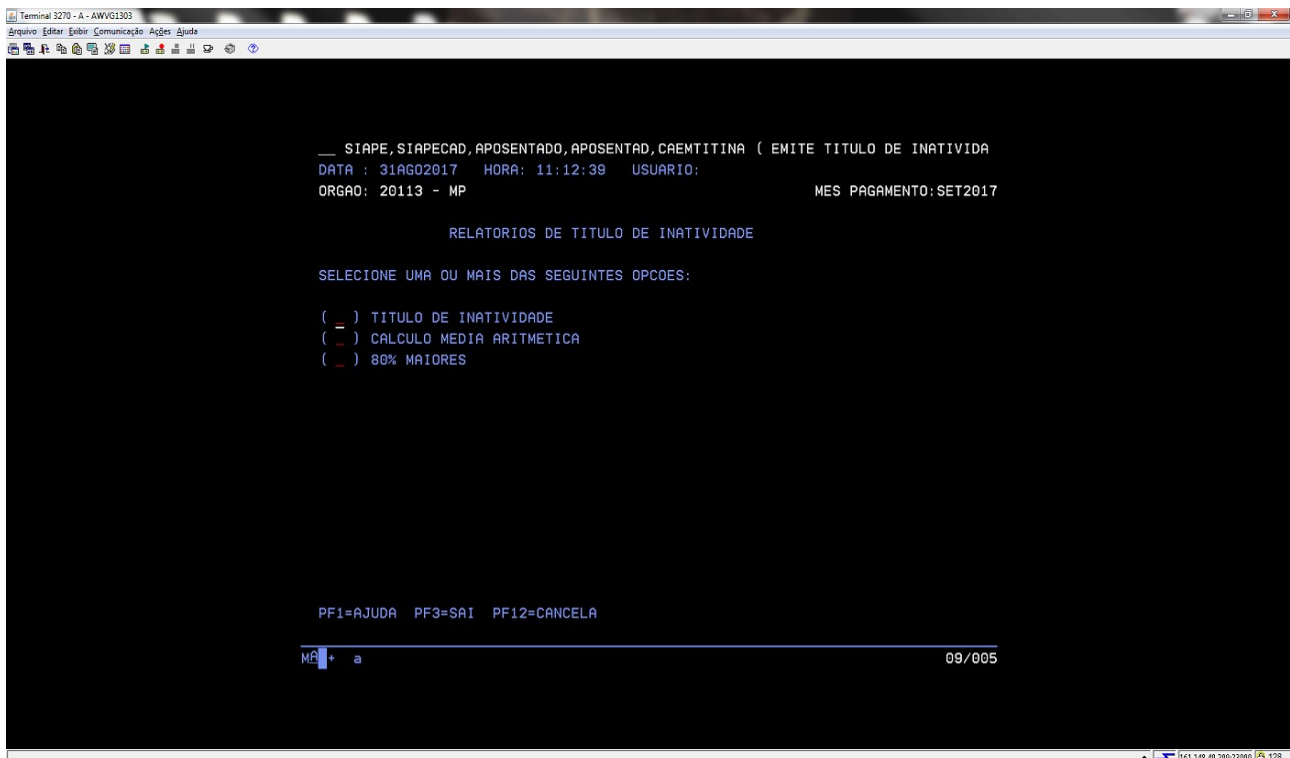 Terminal 3270 - A - AWVG1303
Arquivo Editar Exibir Comunicação Ações Ajuda
__ SIAPE,SIAPECAD,APOSENTADO,APOSENTAD,CAEMTITINA ( EMITE TITULO DE INATIVIDA
DATA : 31AGO2017 HORA: 11:12:39 USUARIO:
ORGAO: 20113 - MP MES PAGAMENTO:SET2017
RELATORIOS DE TITULO DE INATIVIDADE
SELECIONE UMA OU MAIS DAS SEGUINTES OPCOES:
( _ ) TITULO DE INATIVIDADE
( _ ) CALCULO MEDIA ARITMETICA
( _ ) 80% MAIORES
PF1=AJUDA PF3=SAI PF12=CANCELA
MA + a 09/005
128